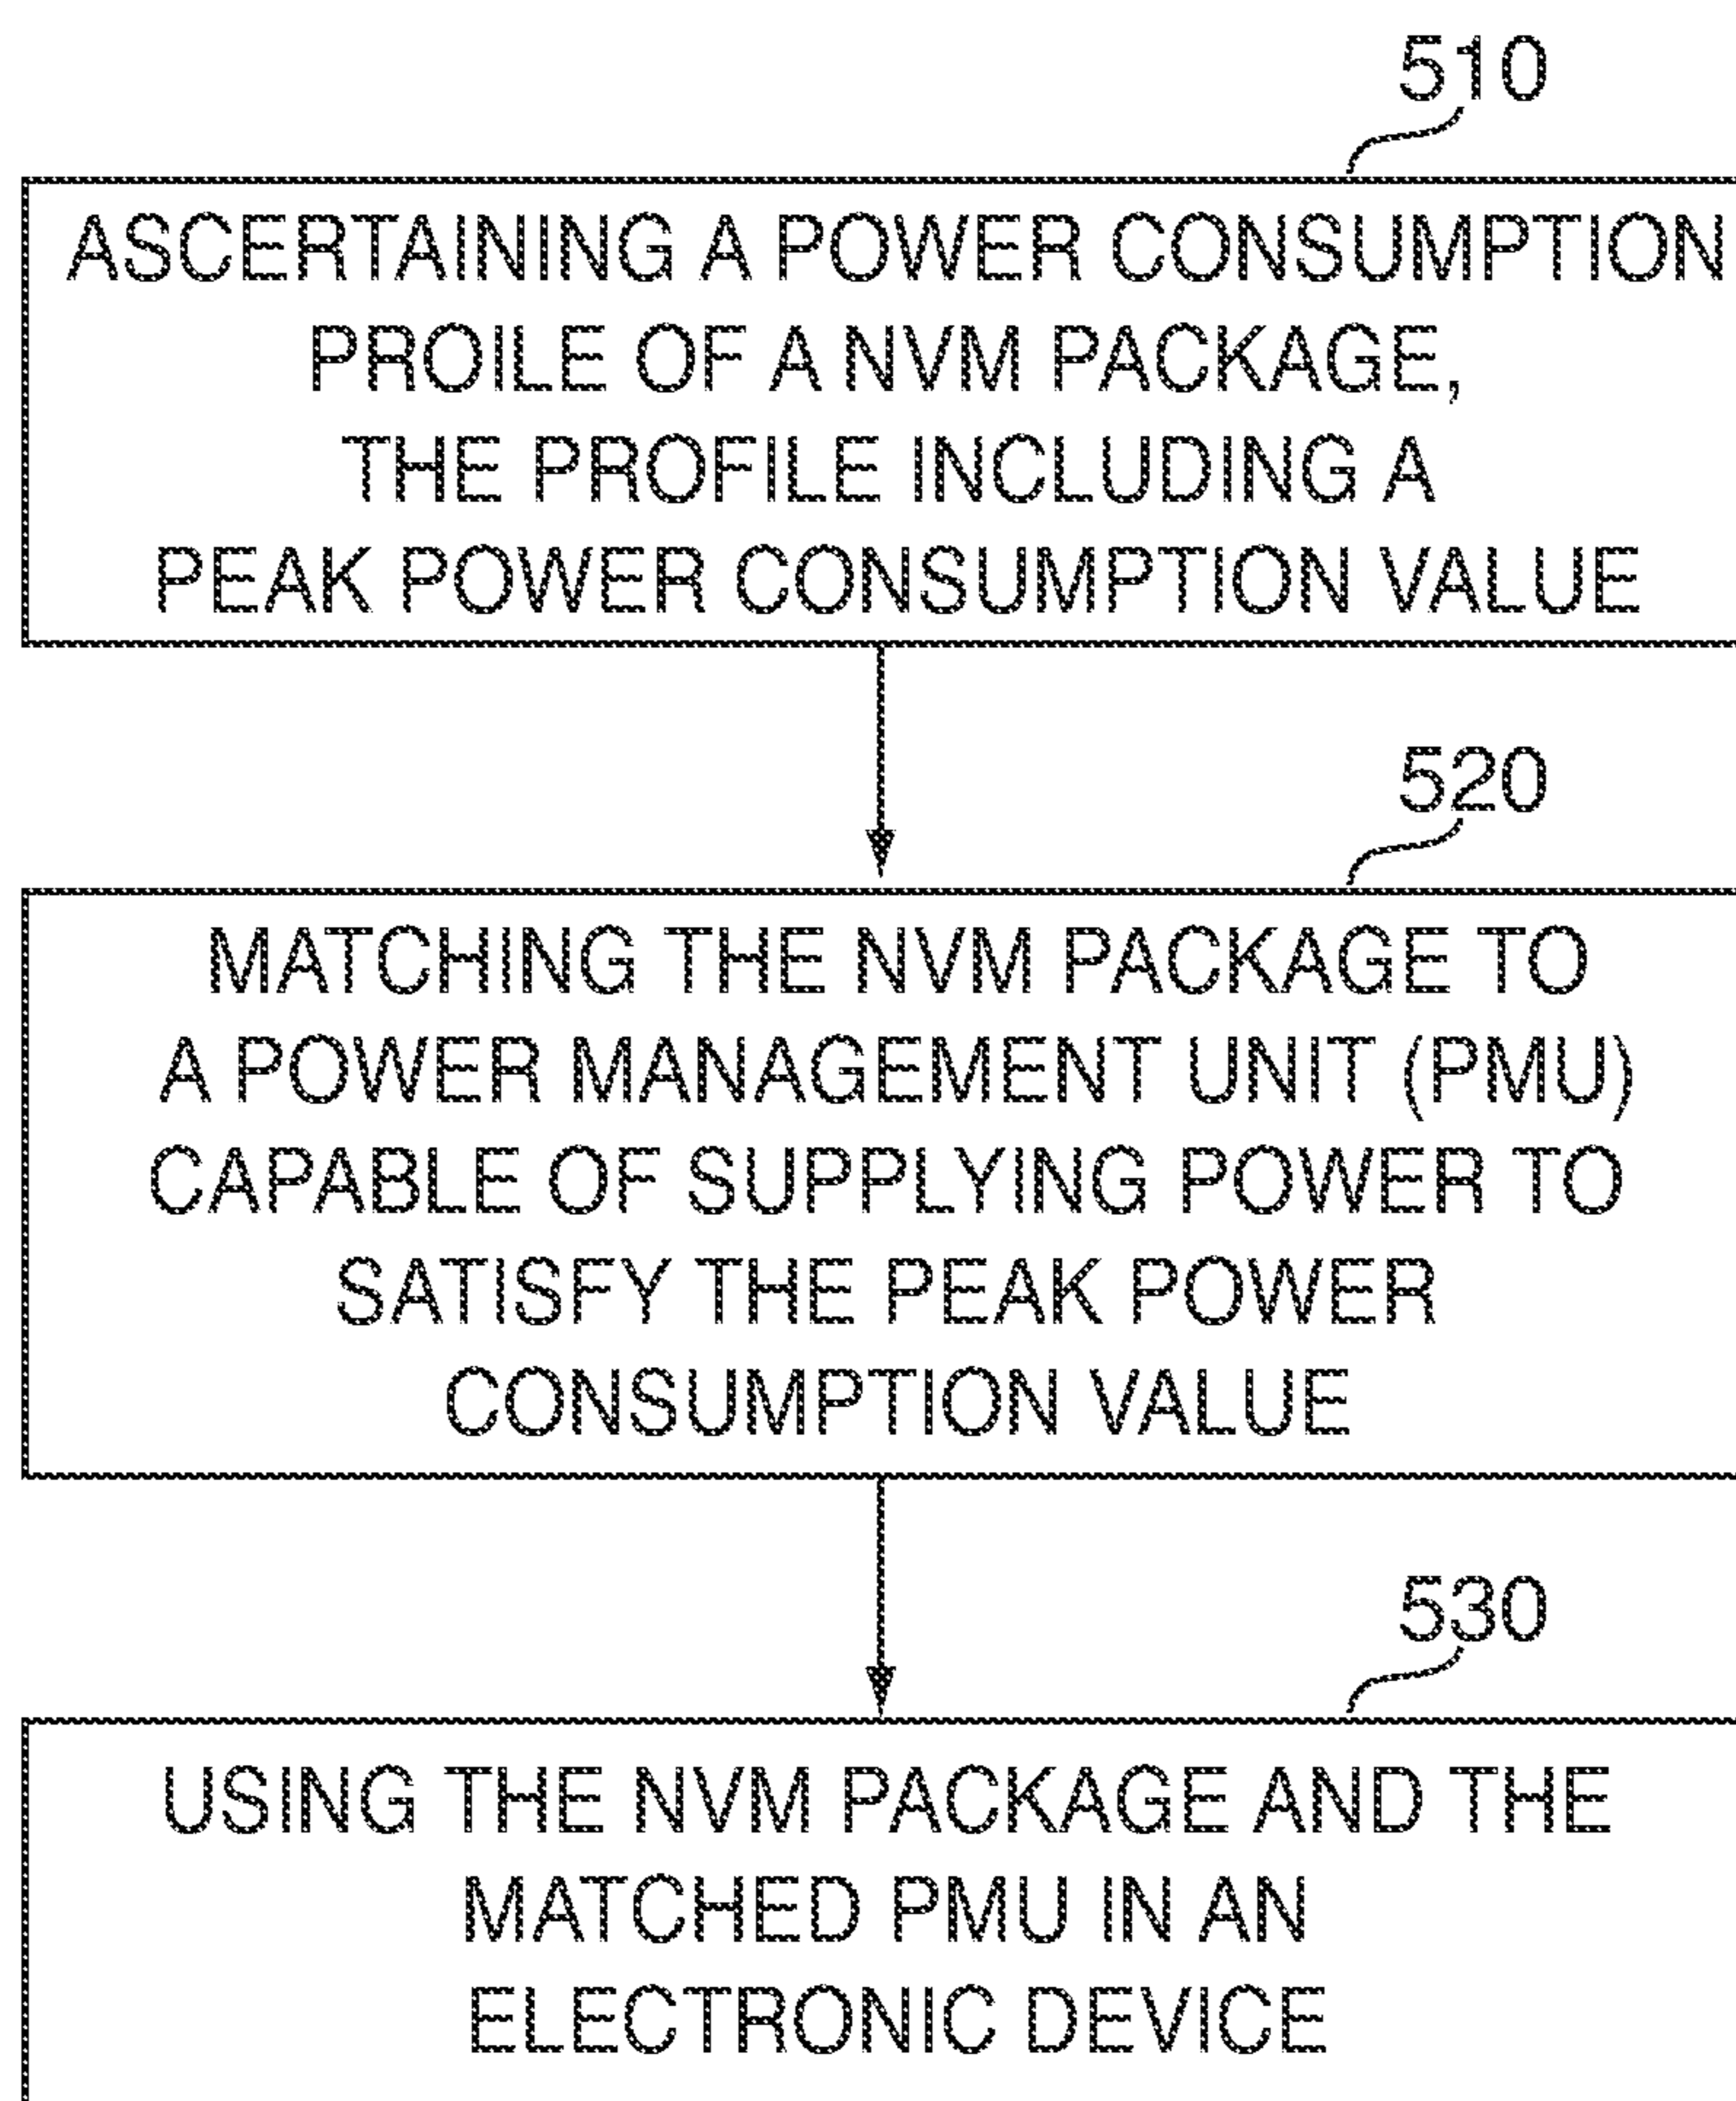 510
ASCERTAINING A POWER CONSUMPTION
PROILE OF A NVM PACKAGE,
THE PROFILE INCLUDING A
PEAK POWER CONSUMPTION VALUE
520
MATCHING THE NVM PACKAGE TO
A POWER MANAGEMENT UNIT (PMU)
CAPABLE OF SUPPLYING POWER TO
SATISFY THE PEAK POWER
CONSUMPTION VALUE
530
USING THE NVM PACKAGE AND THE
MATCHED PMU IN AN
ELECTRONIC DEVICE